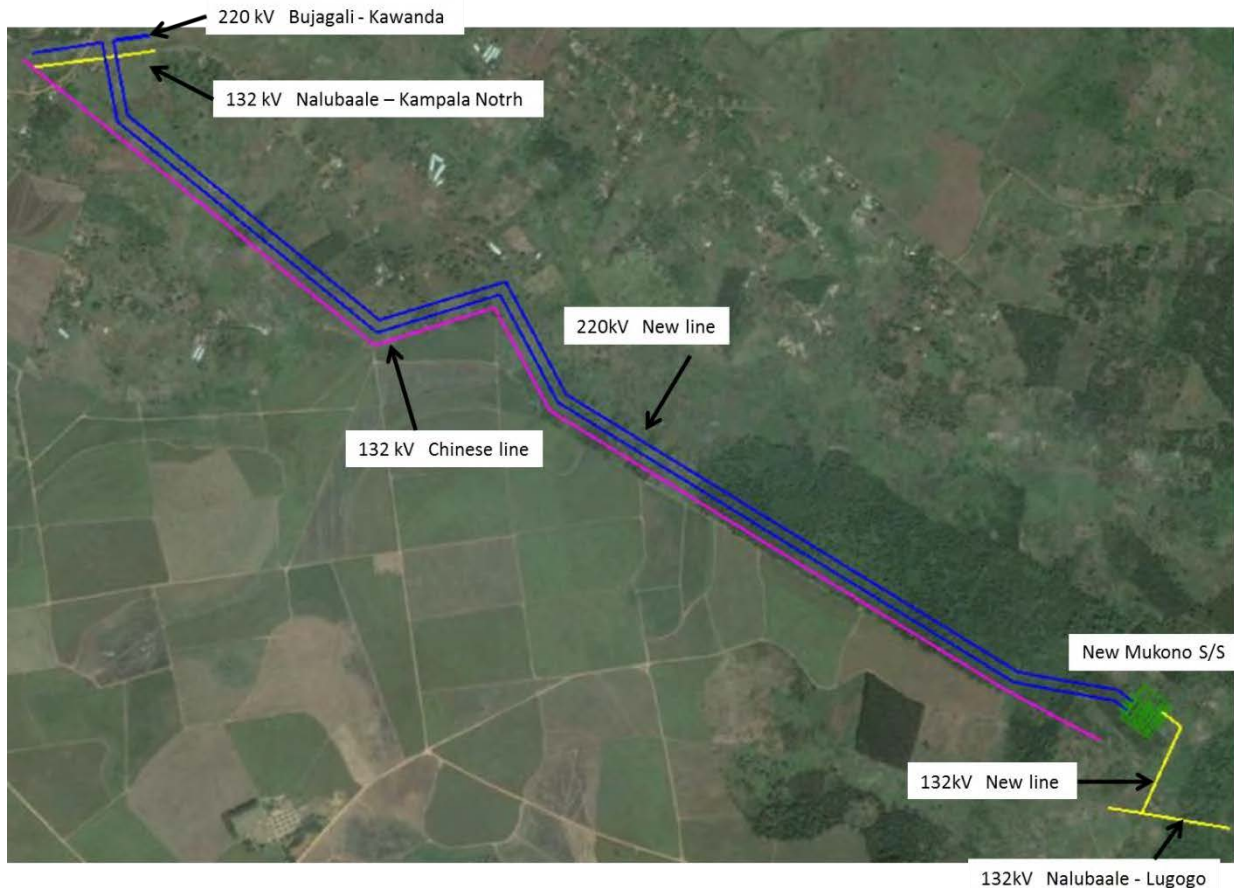 220 kV Bujagali - Kawanda
132 kV Nalubaale – Kampala Notrh
220kV New line
132 kV Chinese line
New Mukono S/S
132kV New line
132kV Nalubaale - Lugogo